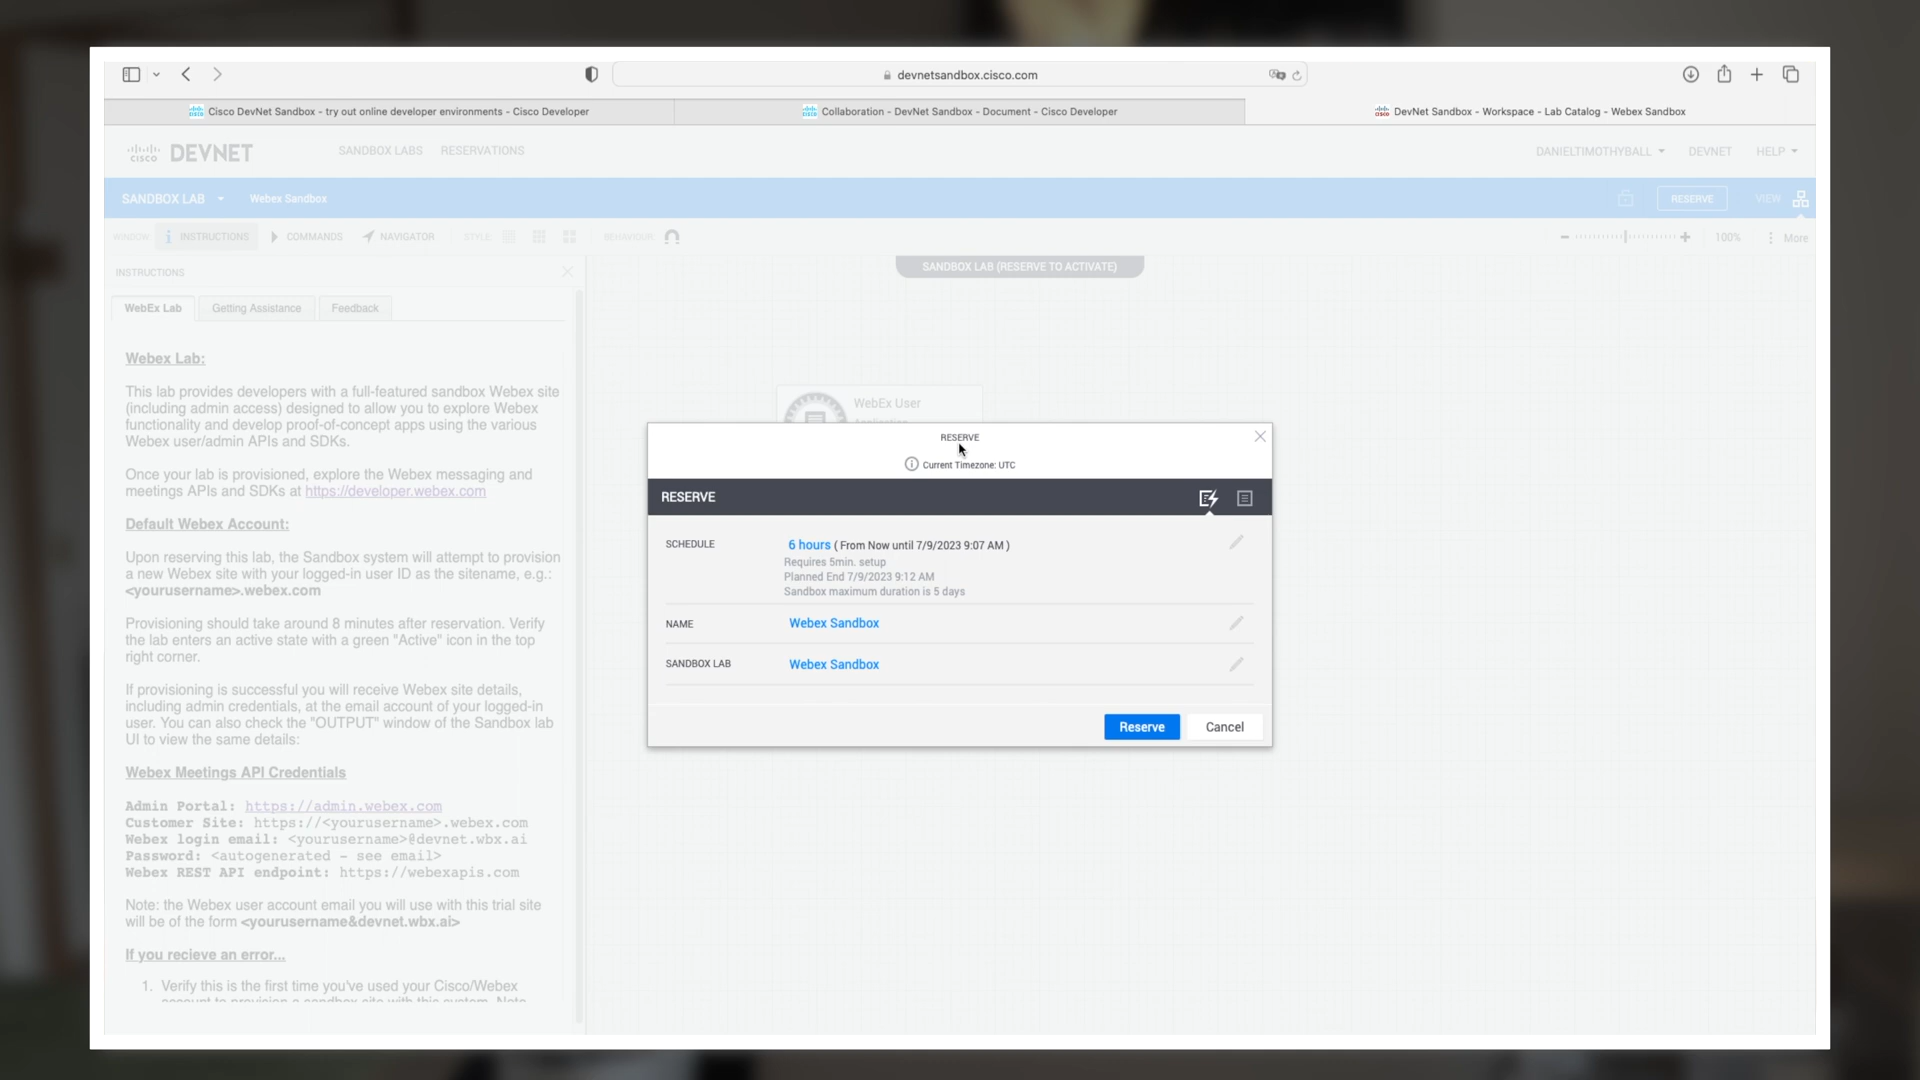 devnetsandbox.cisco.com
Cisco DevNet Sandbox - try out online developer environments - Cisco Developer
Collaboration - DevNet Sandbox - Document - Cisco Developer
DevNet Sandbox - Workspace - Lab Catalog - Webex Sandbox
CISCO DEVNET
SANDBOX LABS RESERVATIONS
DANIELTIMOTHYBALL DEVNET HELP
SANDBOX LAB Webex Sandbox
RESERVE VIEW
WINDOW: INSTRUCTIONS COMMANDS NAVIGATOR STYLE: BEHAVIOUR: 100% More
INSTRUCTIONS
SANDBOX LAB (RESERVE TO ACTIVATE)
WebEx Lab Getting Assistance Feedback
Webex Lab:
This lab provides developers with a full-featured sandbox Webex site
(including admin access) designed to allow you to explore Webex
functionality and develop proof-of-concept apps using the various
Webex user/admin APIs and SDKs.
Once your lab is provisioned, explore the Webex messaging and
meetings APIs and SDKs at https://developer.webex.com
Default Webex Account:
Upon reserving this lab, the Sandbox system will attempt to provision
a new Webex site with your logged-in user ID as the sitename, e.g.:
<yourusername>.webex.com
Provisioning should take around 8 minutes after reservation. Verify
the lab enters an active state with a green "Active" icon in the top
right corner.
If provisioning is successful you will receive Webex site details,
including admin credentials, at the email account of your logged-in
user. You can also check the "OUTPUT" window of the Sandbox lab
UI to view the same details:
Webex Meetings API Credentials
Admin Portal: https://admin.webex.com
Customer Site: https://<yourusername>.webex.com
Webex login email: <yourusername>@devnet.wbx.ai
Password: <autogenerated - see email>
Webex REST API endpoint: https://webexapis.com
Note: the Webex user account email you will use with this trial site
will be of the form <yourusername&devnet.wbx.ai>
If you recieve an error...
1. Verify this is the first time you've used your Cisco/Webex
account to provision a sandbox site with this system. Note
WebEx User
Application
RESERVE
Current Timezone: UTC
RESERVE
SCHEDULE 6 hours ( From Now until 7/9/2023 9:07 AM )
Requires 5min. setup
Planned End 7/9/2023 9:12 AM
Sandbox maximum duration is 5 days
NAME Webex Sandbox
SANDBOX LAB Webex Sandbox
Reserve Cancel